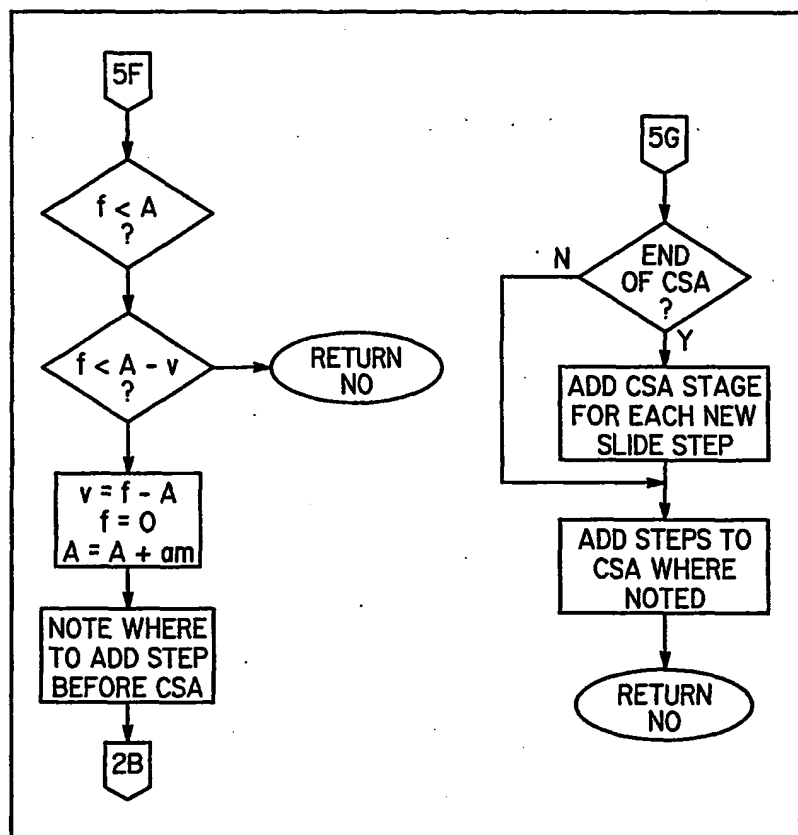 5F
f < A
?
f < A - v
?
RETURN
NO
v = f - A
f = 0
A = A + am
NOTE WHERE
TO ADD STEP
BEFORE CSA
2B
5G
N
END
OF CSA
?
Y
ADD CSA STAGE
FOR EACH NEW
SLIDE STEP
ADD STEPS TO
CSA WHERE
NOTED
RETURN
NO